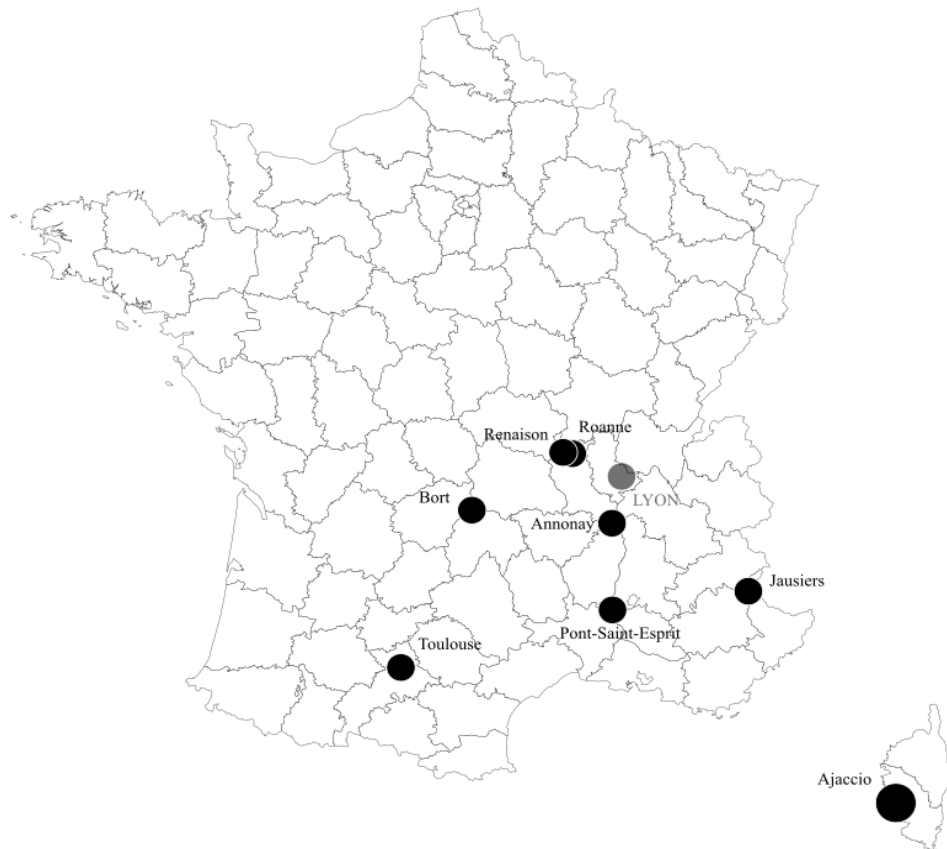 Roanne
Renaison
Bort
LYON
Annonay
Jausiers
Pont-Saint-Esprit
Toulouse
Ajaccio